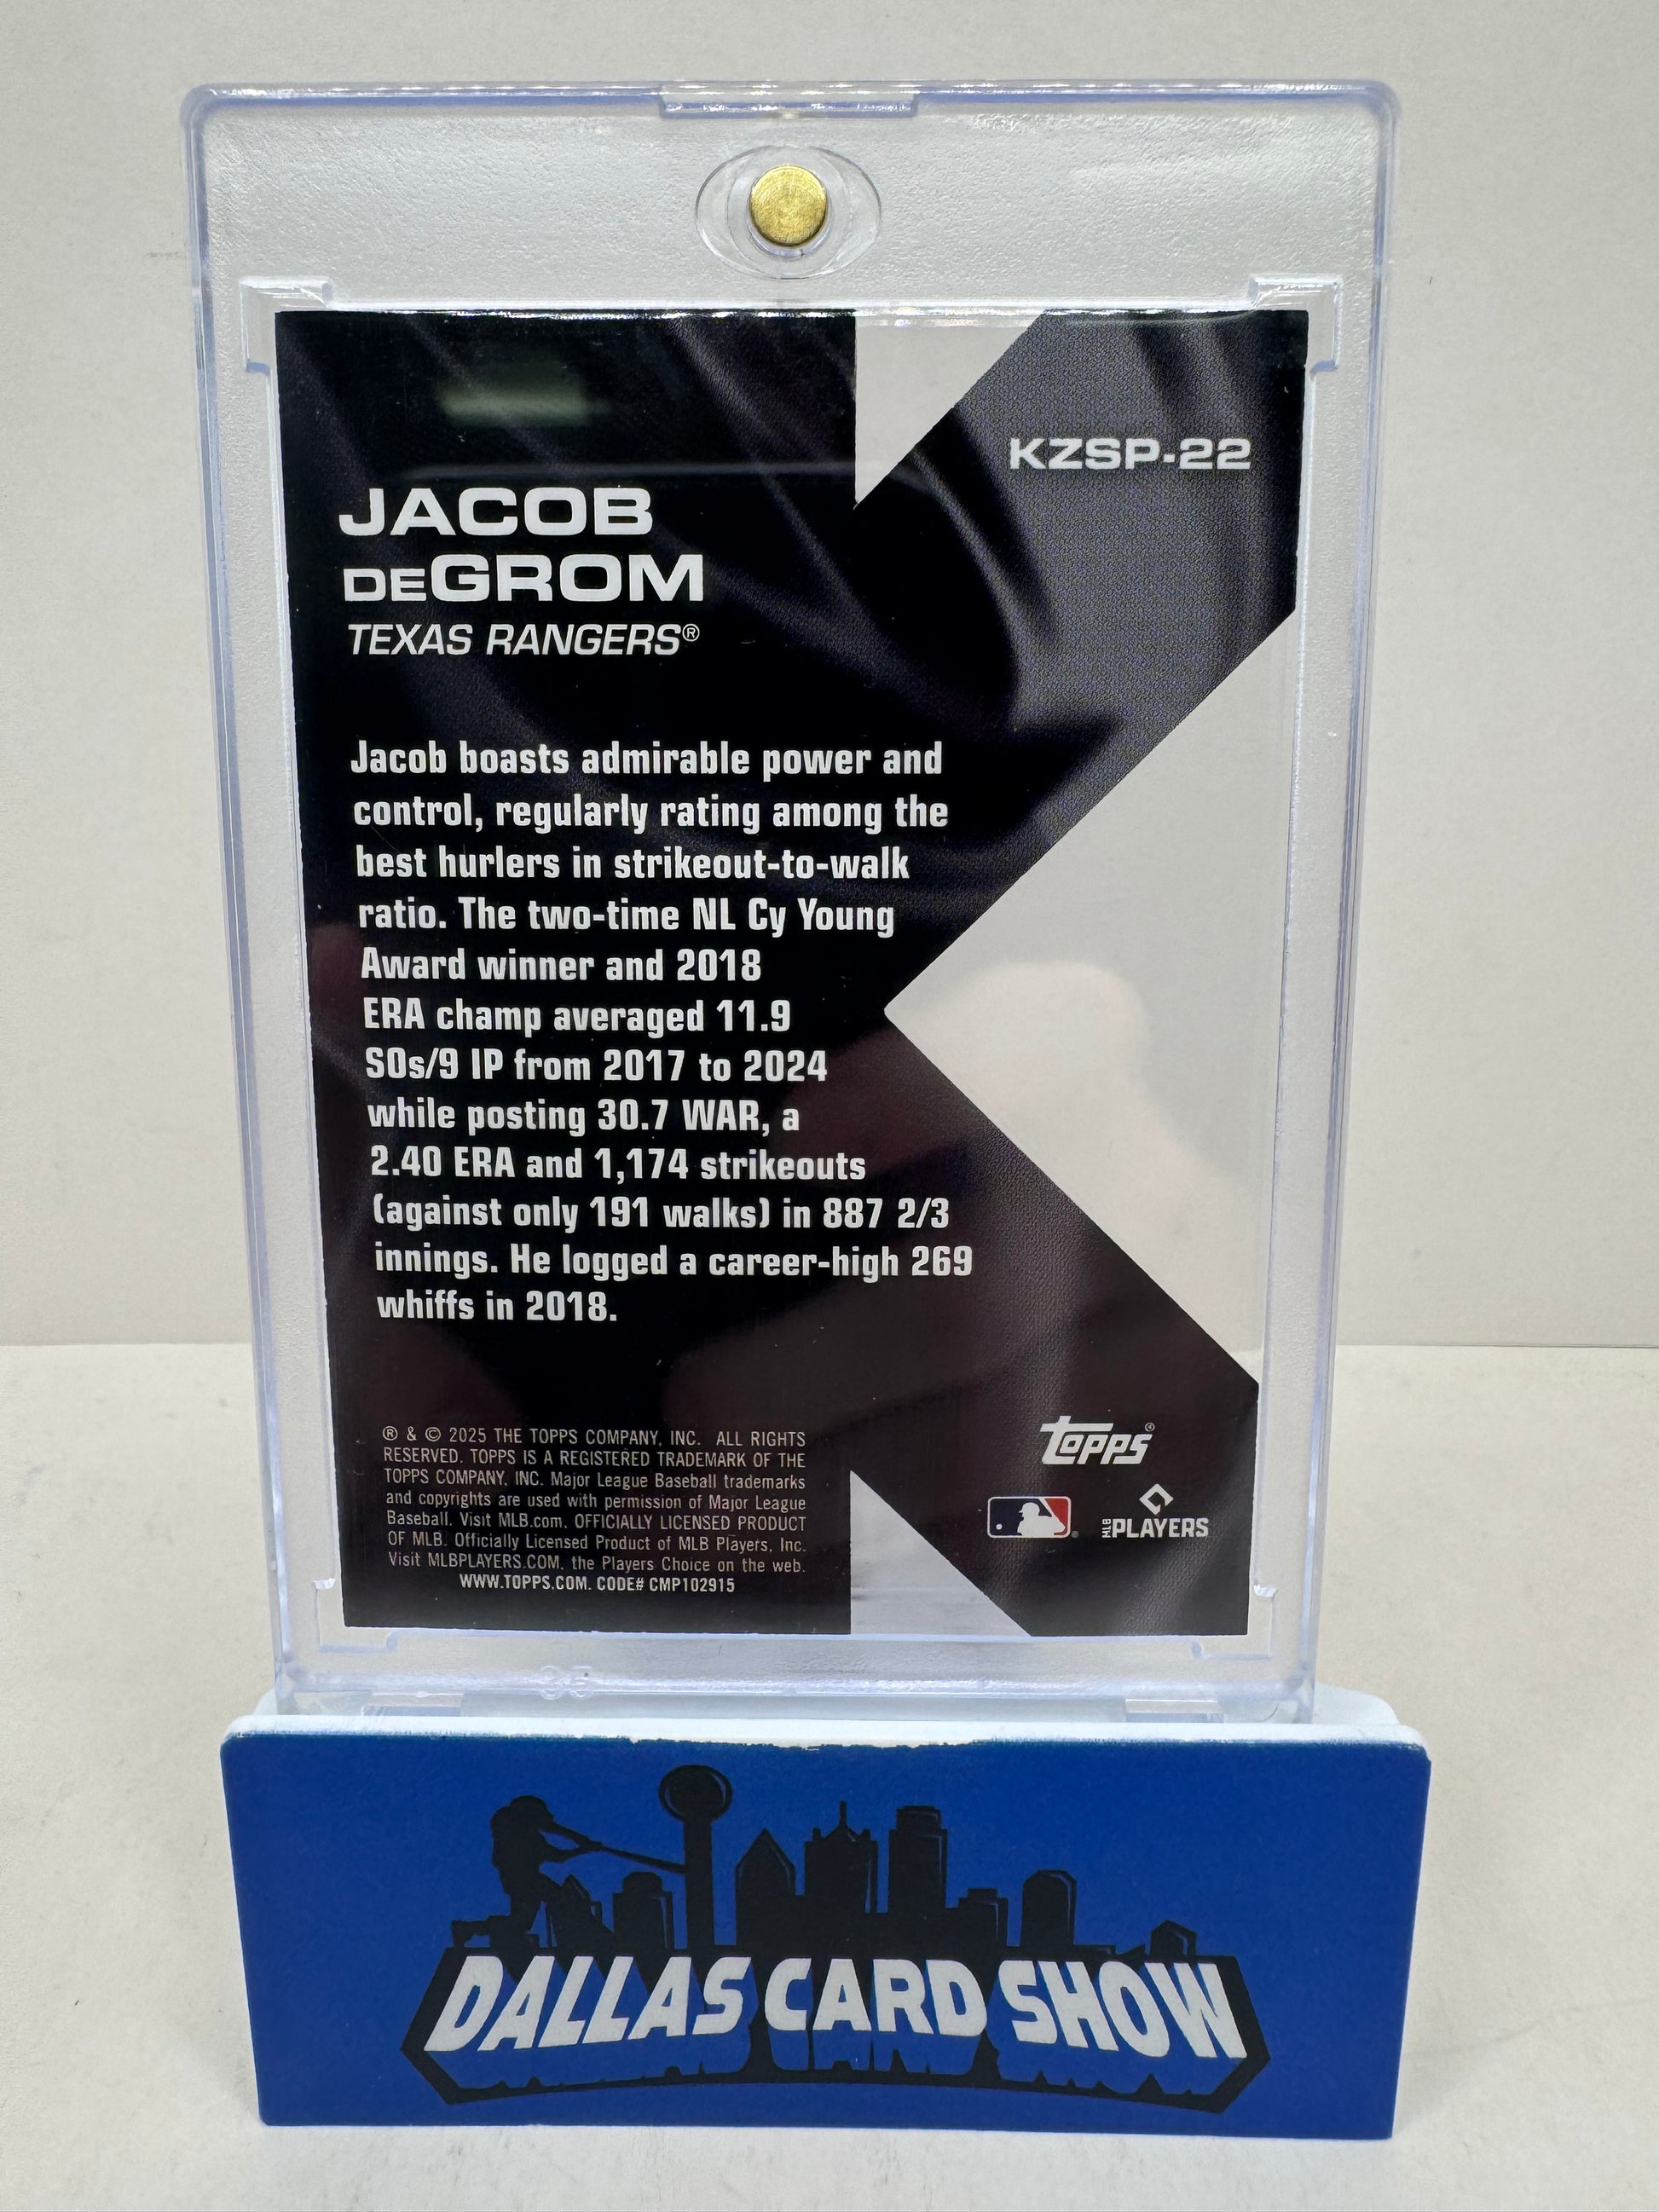 KZSP-22
JACOB
DEGROM
TEXAS RANGERS®
Jacob boasts admirable power and
control, regularly rating among the
best hurlers in strikeout-to-walk
ratio. The two-time NL Cy Young
Award winner and 2018
ERA champ averaged 11.9
SOs/9 IP from 2017 to 2024
while posting 30.7 WAR, a
2.40 ERA and 1,174 strikeouts
(against only 191 walks) in 887 2/3
innings. He logged a career-high 269
whiffs in 2018.
® & © 2025 THE TOPPS COMPANY, INC. ALL RIGHTS
RESERVED. TOPPS IS A REGISTERED TRADEMARK OF THE
TOPPS COMPANY, INC. Major League Baseball trademarks
and copyrights are used with permission of Major League
Baseball. Visit MLB.com. OFFICIALLY LICENSED PRODUCT
OF MLB. Officially Licensed Product of MLB Players, Inc.
Visit MLBPLAYERS.COM, the Players Choice on the web.
WWW.TOPPS.COM. CODE# CMP102915
Topps®
MLB PLAYERS
DALLAS CARD SHOW